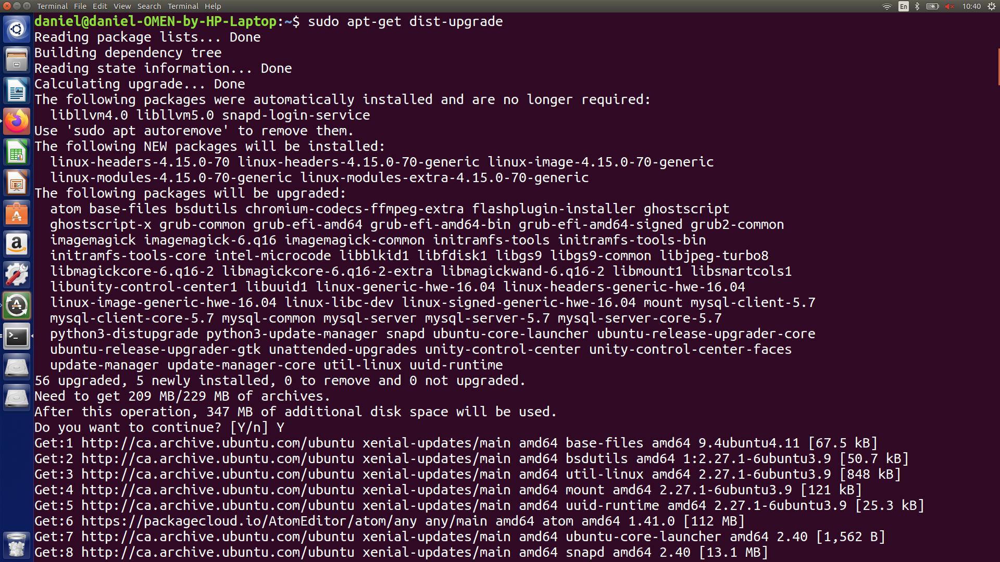 Terminal File Edit View Search Terminal Help En 10:40
daniel@daniel-OMEN-by-HP-Laptop:~$ sudo apt-get dist-upgrade
Reading package lists... Done
Building dependency tree
Reading state information... Done
Calculating upgrade... Done
The following packages were automatically installed and are no longer required:
  libllvm4.0 libllvm5.0 snapd-login-service
Use 'sudo apt autoremove' to remove them.
The following NEW packages will be installed:
  linux-headers-4.15.0-70 linux-headers-4.15.0-70-generic linux-image-4.15.0-70-generic
  linux-modules-4.15.0-70-generic linux-modules-extra-4.15.0-70-generic
The following packages will be upgraded:
  atom base-files bsdutils chromium-codecs-ffmpeg-extra flashplugin-installer ghostscript
  ghostscript-x grub-common grub-efi-amd64 grub-efi-amd64-bin grub-efi-amd64-signed grub2-common
  imagemagick imagemagick-6.q16 imagemagick-common initramfs-tools initramfs-tools-bin
  initramfs-tools-core intel-microcode libblkid1 libfdisk1 libgs9 libgs9-common libjpeg-turbo8
  libmagickcore-6.q16-2 libmagickcore-6.q16-2-extra libmagickwand-6.q16-2 libmount1 libsmartcols1
  libunity-control-center1 libuuid1 linux-generic-hwe-16.04 linux-headers-generic-hwe-16.04
  linux-image-generic-hwe-16.04 linux-libc-dev linux-signed-generic-hwe-16.04 mount mysql-client-5.7
  mysql-client-core-5.7 mysql-common mysql-server mysql-server-5.7 mysql-server-core-5.7
  python3-distupgrade python3-update-manager snapd ubuntu-core-launcher ubuntu-release-upgrader-core
  ubuntu-release-upgrader-gtk unattended-upgrades unity-control-center unity-control-center-faces
  update-manager update-manager-core util-linux uuid-runtime
56 upgraded, 5 newly installed, 0 to remove and 0 not upgraded.
Need to get 209 MB/229 MB of archives.
After this operation, 347 MB of additional disk space will be used.
Do you want to continue? [Y/n] Y
Get:1 http://ca.archive.ubuntu.com/ubuntu xenial-updates/main amd64 base-files amd64 9.4ubuntu4.11 [67.5 kB]
Get:2 http://ca.archive.ubuntu.com/ubuntu xenial-updates/main amd64 bsdutils amd64 1:2.27.1-6ubuntu3.9 [50.7 kB]
Get:3 http://ca.archive.ubuntu.com/ubuntu xenial-updates/main amd64 util-linux amd64 2.27.1-6ubuntu3.9 [848 kB]
Get:4 http://ca.archive.ubuntu.com/ubuntu xenial-updates/main amd64 mount amd64 2.27.1-6ubuntu3.9 [121 kB]
Get:5 http://ca.archive.ubuntu.com/ubuntu xenial-updates/main amd64 uuid-runtime amd64 2.27.1-6ubuntu3.9 [25.3 kB]
Get:6 https://packagecloud.io/AtomEditor/atom/any any/main amd64 atom amd64 1.41.0 [112 MB]
Get:7 http://ca.archive.ubuntu.com/ubuntu xenial-updates/main amd64 ubuntu-core-launcher amd64 2.40 [1,562 B]
Get:8 http://ca.archive.ubuntu.com/ubuntu xenial-updates/main amd64 snapd amd64 2.40 [13.1 MB]